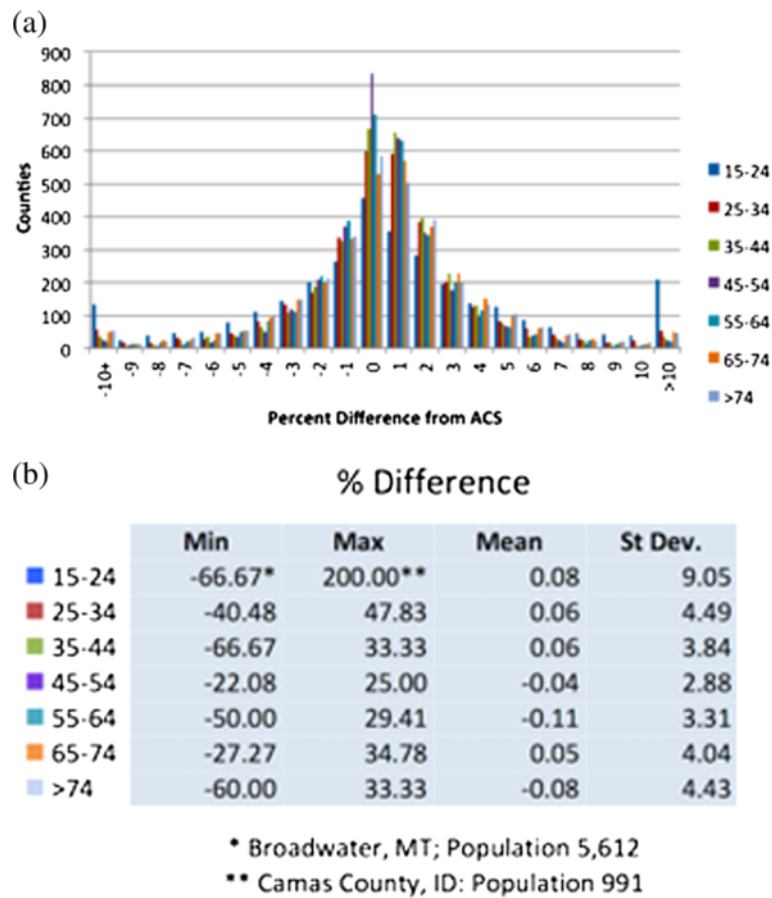 (a)
900
800
700
600
500
400
300
200
100
0
Counties
-10+ -9 -8 -7 -6 -5 -4 -3 -2 -1 0 1 2 3 4 5 6 7 8 9 10 >10
Percent Difference from ACS
15-24
25-34
35-44
45-54
55-64
65-74
>74
(b)
% Difference
Min Max Mean St Dev.
15-24 -66.67* 200.00** 0.08 9.05
25-34 -40.48 47.83 0.06 4.49
35-44 -66.67 33.33 0.06 3.84
45-54 -22.08 25.00 -0.04 2.88
55-64 -50.00 29.41 -0.11 3.31
65-74 -27.27 34.78 0.05 4.04
>74 -60.00 33.33 -0.08 4.43
* Broadwater, MT; Population 5,612
** Camas County, ID: Population 991